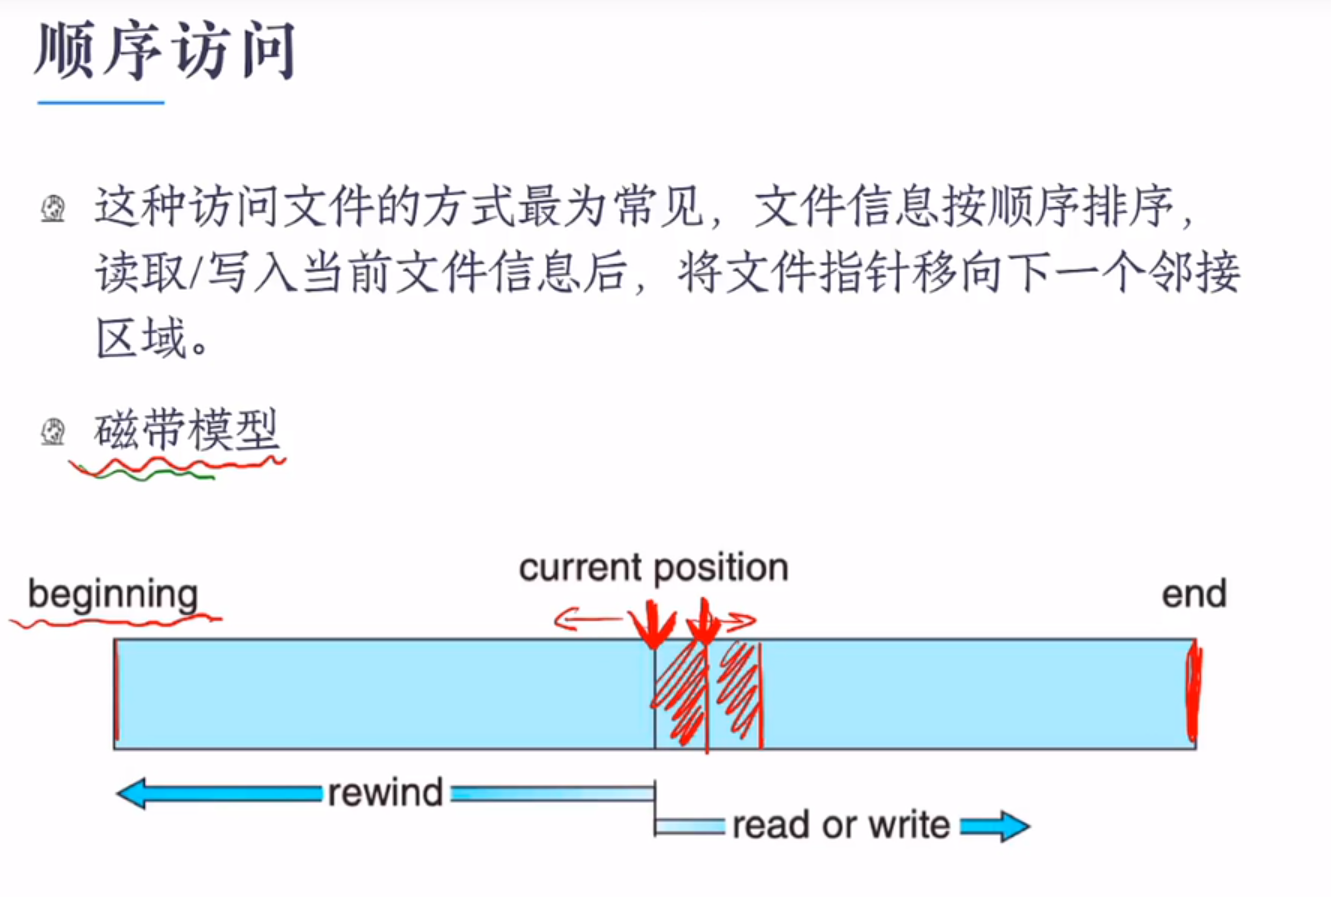 顺序访问
这种访问文件的方式最为常见，文件信息按顺序排序，
读取/写入当前文件信息后，将文件指针移向下一个邻接
区域。
磁带模型
current position
beginning
end
rewind
read or write